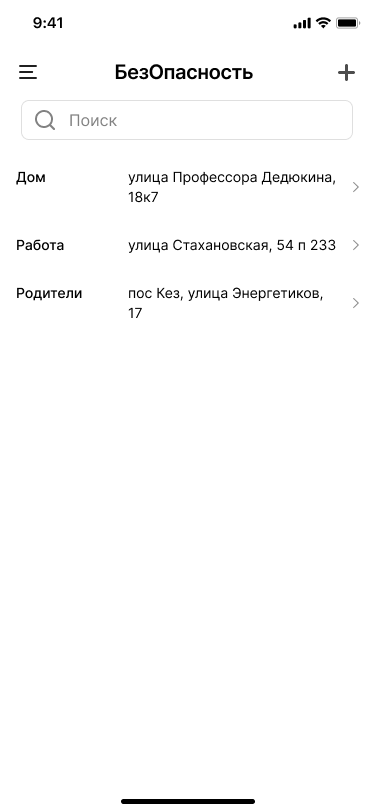 9:41
БезОпасность
Поиск
Дом
улица Профессора Дедюкина,
18к7
Работа
улица Стахановская, 54 п 233
Родители
пос Кез, улица Энергетиков,
17